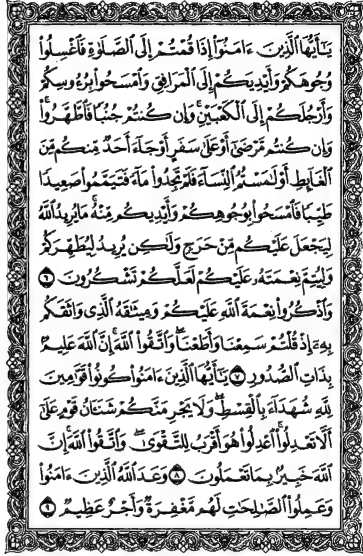 يَـٰٓأَيُّهَا ٱلَّذِينَ ءَامَنُوٓا۟ إِذَا قُمْتُمْ إِلَى ٱلصَّلَوٰةِ فَٱغْسِلُوا۟
وُجُوهَكُمْ وَأَيْدِيَكُمْ إِلَى ٱلْمَرَافِقِ وَٱمْسَحُوا۟ بِرُءُوسِكُمْ
وَأَرْجُلَكُمْ إِلَى ٱلْكَعْبَيْنِ ۚ وَإِن كُنتُمْ جُنُبًا فَٱطَّهَّرُوا۟ ۚ
وَإِن كُنتُم مَّرْضَىٰٓ أَوْ عَلَىٰ سَفَرٍ أَوْ جَآءَ أَحَدٌ مِّنكُم مِّنَ
ٱلْغَآئِطِ أَوْ لَـٰمَسْتُمُ ٱلنِّسَآءَ فَلَمْ تَجِدُوا۟ مَآءً فَتَيَمَّمُوا۟ صَعِيدًا
طَيِّبًا فَٱمْسَحُوا۟ بِوُجُوهِكُمْ وَأَيْدِيكُم مِّنْهُ ۚ مَا يُرِيدُ ٱللَّهُ
لِيَجْعَلَ عَلَيْكُم مِّنْ حَرَجٍ وَلَـٰكِن يُرِيدُ لِيُطَهِّرَكُمْ
وَلِيُتِمَّ نِعْمَتَهُۥ عَلَيْكُمْ لَعَلَّكُمْ تَشْكُرُونَ ٦
وَٱذْكُرُوا۟ نِعْمَةَ ٱللَّهِ عَلَيْكُمْ وَمِيثَـٰقَهُ ٱلَّذِى وَاثَقَكُم
بِهِۦٓ إِذْ قُلْتُمْ سَمِعْنَا وَأَطَعْنَا ۖ وَٱتَّقُوا۟ ٱللَّهَ ۚ إِنَّ ٱللَّهَ عَلِيمٌۢ
بِذَاتِ ٱلصُّدُورِ ٧ يَـٰٓأَيُّهَا ٱلَّذِينَ ءَامَنُوا۟ كُونُوا۟ قَوَّٰمِينَ
لِلَّهِ شُهَدَآءَ بِٱلْقِسْطِ ۖ وَلَا يَجْرِمَنَّكُمْ شَنَـَٔانُ قَوْمٍ عَلَىٰٓ
أَلَّا تَعْدِلُوا۟ ۚ ٱعْدِلُوا۟ هُوَ أَقْرَبُ لِلتَّقْوَىٰ ۖ وَٱتَّقُوا۟ ٱللَّهَ ۚ إِنَّ
ٱللَّهَ خَبِيرٌۢ بِمَا تَعْمَلُونَ ٨ وَعَدَ ٱللَّهُ ٱلَّذِينَ ءَامَنُوا۟
وَعَمِلُوا۟ ٱلصَّـٰلِحَـٰتِ ۙ لَهُم مَّغْفِرَةٌ وَأَجْرٌ عَظِيمٌ ٩